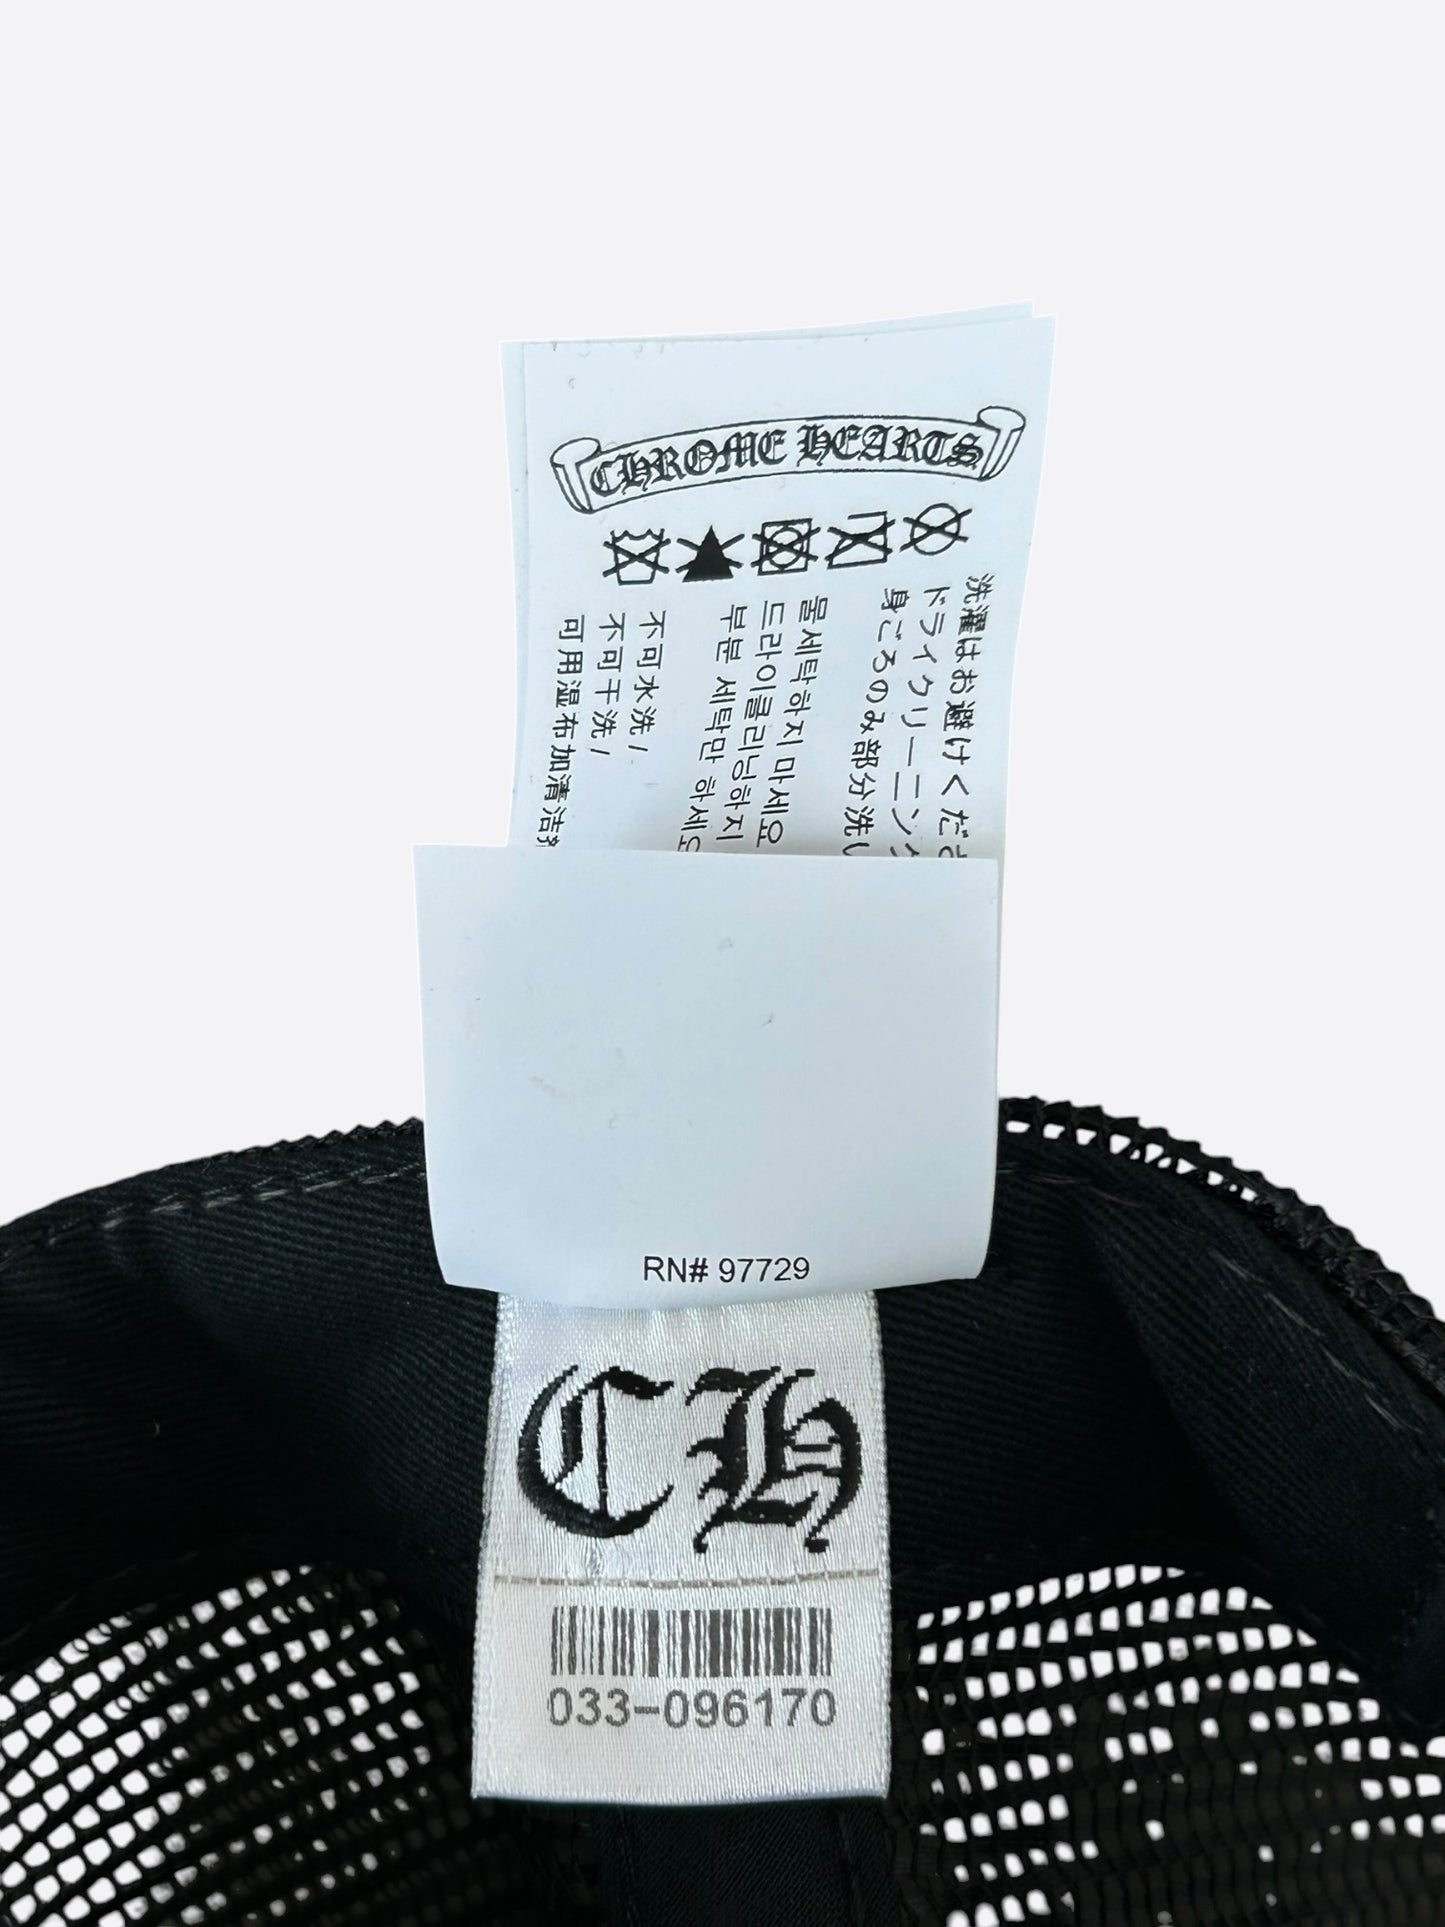 CHROME HEARTS
洗濯はお避けくださ
ドライクリーニング
身ごろのみ部分洗い
물세탁하지 마세요
드라이클리닝하지
부분 세탁만 하세요
不可水洗/
不可干洗/
可用湿布加清洁剂
RN# 97729
CH
033-096170